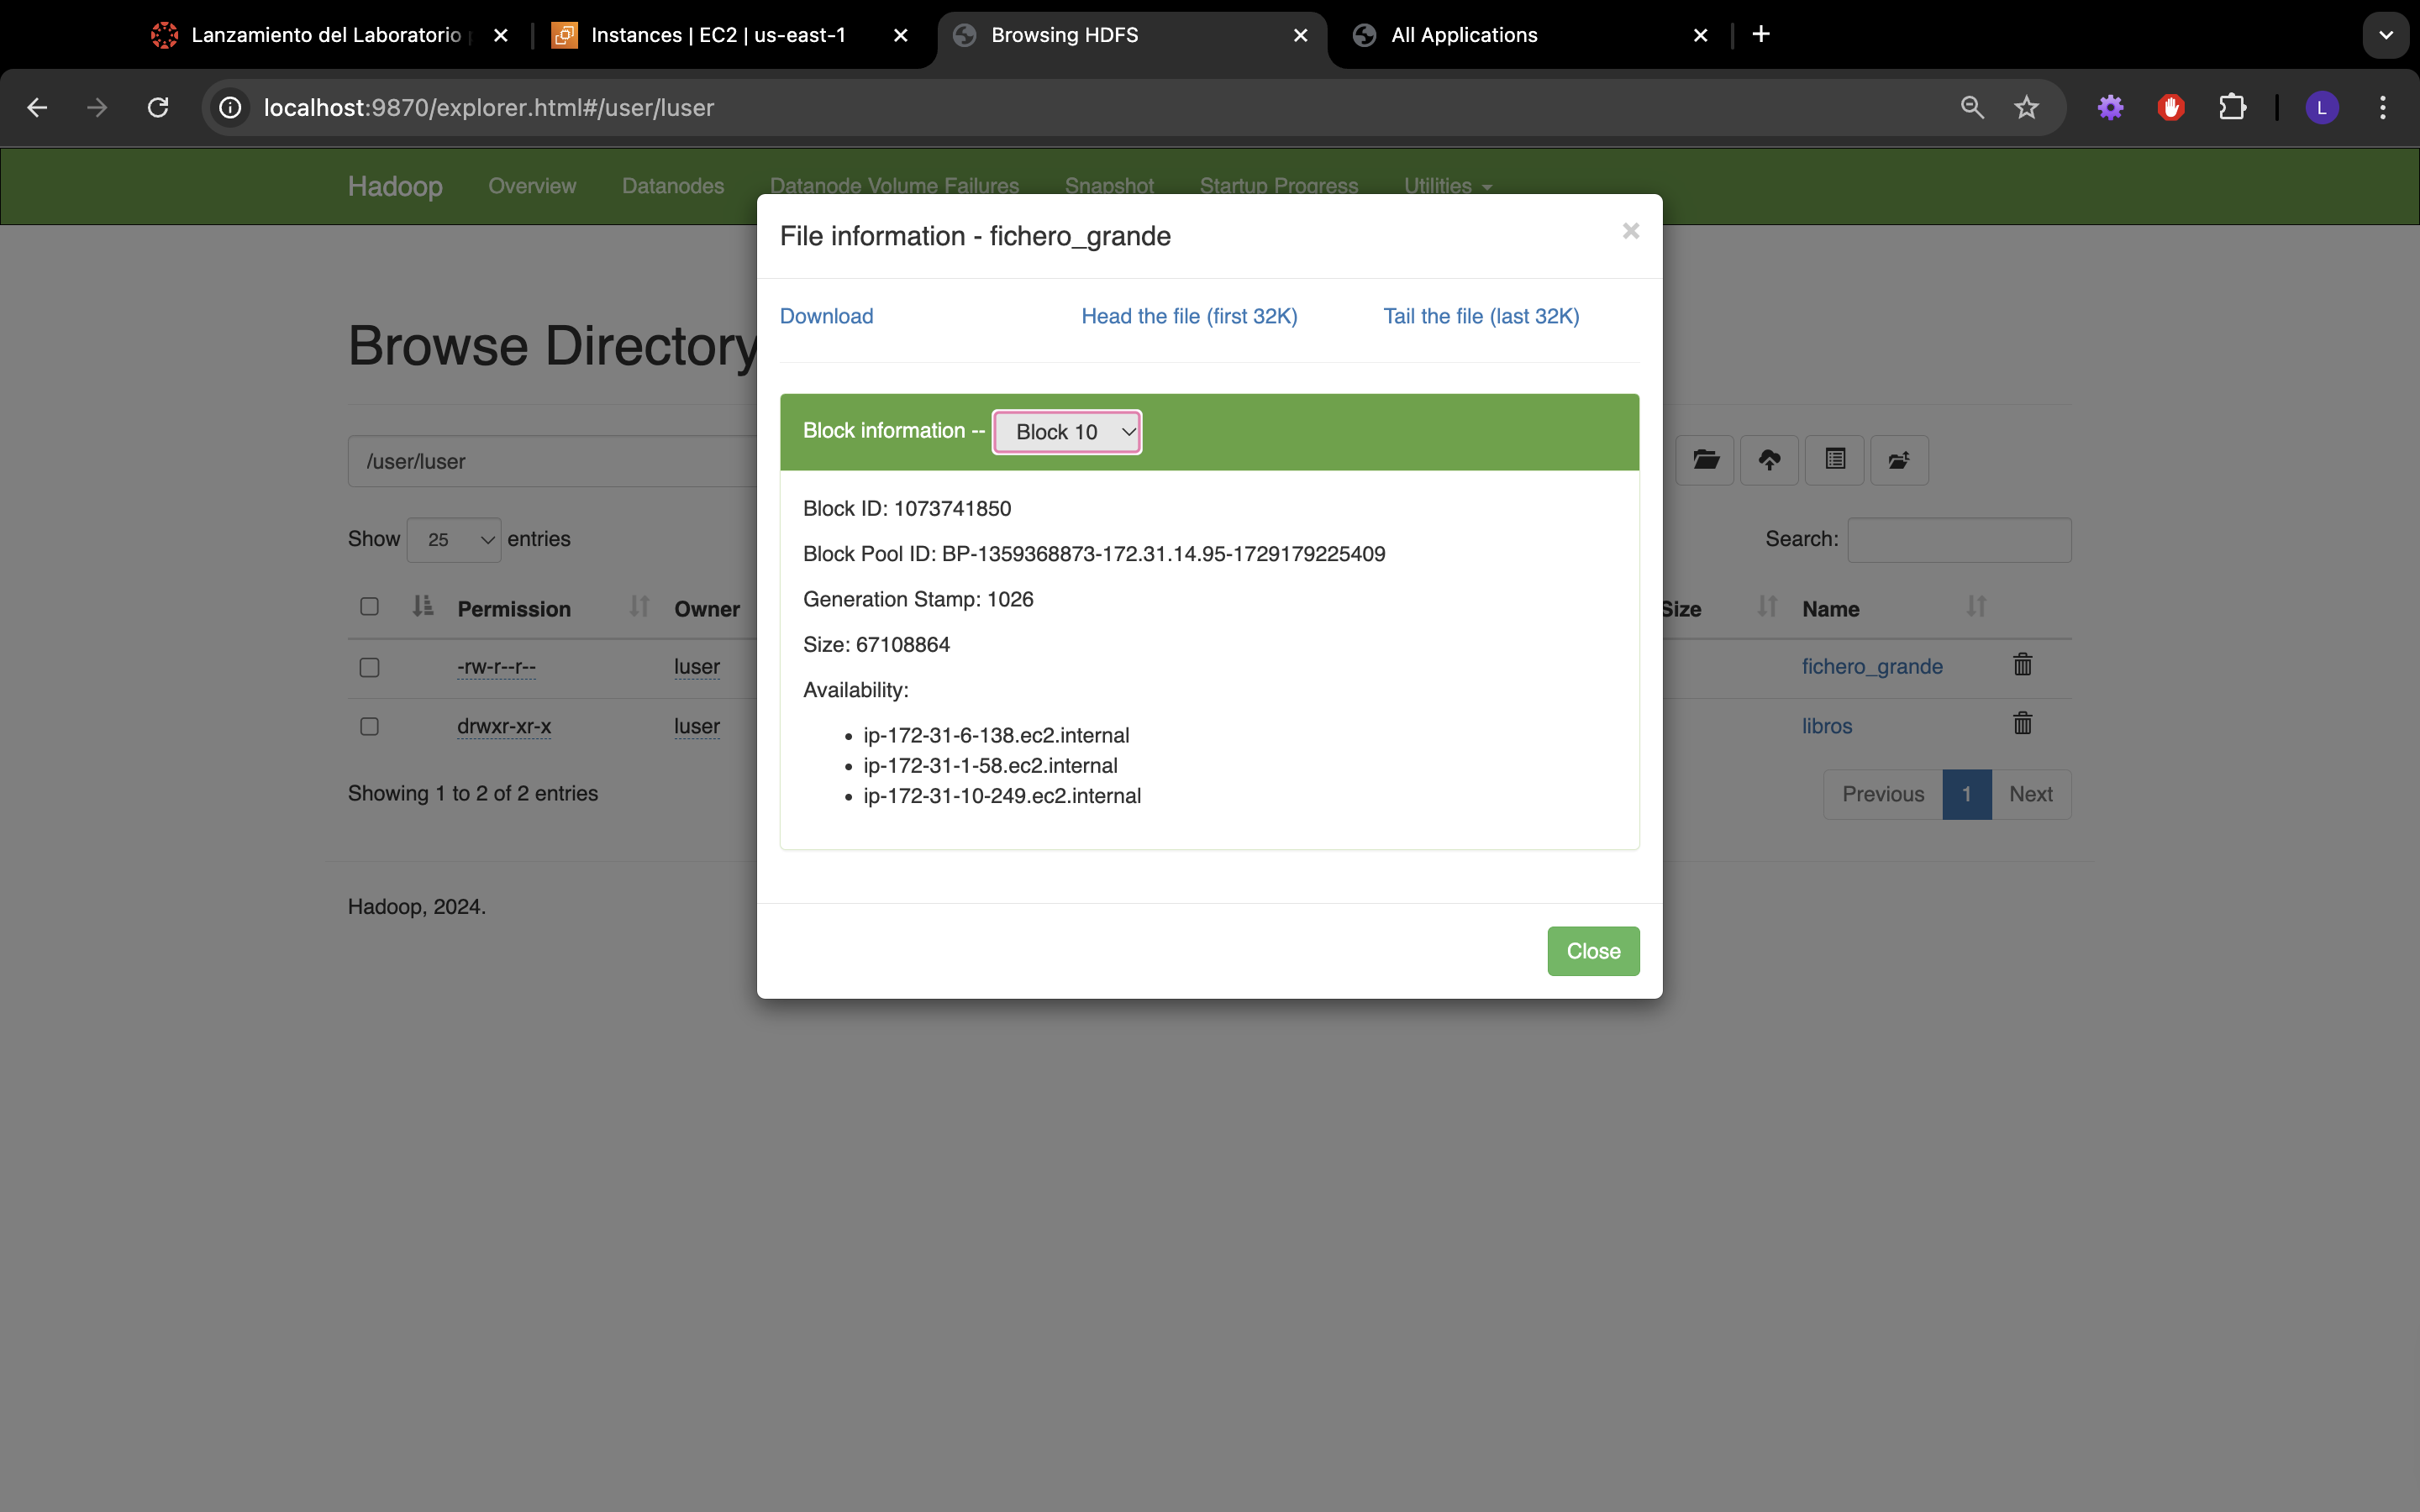 Lanzamiento del Laboratorio
Instances | EC2 | us-east-1
Browsing HDFS
All Applications
localhost:9870/explorer.html#/user/luser
L
Hadoop
Overview
Datanodes
Datanode Volume Failures
Snapshot
Startup Progress
Utilities
File information - fichero_grande
×
Download
Head the file (first 32K)
Tail the file (last 32K)
Browse Directory
Block information --
Block 10
/user/luser
Block ID: 1073741850
Block Pool ID: BP-1359368873-172.31.14.95-1729179225409
Generation Stamp: 1026
Size: 67108864
Availability:
ip-172-31-6-138.ec2.internal
ip-172-31-1-58.ec2.internal
ip-172-31-10-249.ec2.internal
Close
Show 25 entries
Search:
Permission
Owner
Size
Name
-rw-r--r--
luser
fichero_grande
drwxr-xr-x
luser
libros
Showing 1 to 2 of 2 entries
Previous
1
Next
Hadoop, 2024.